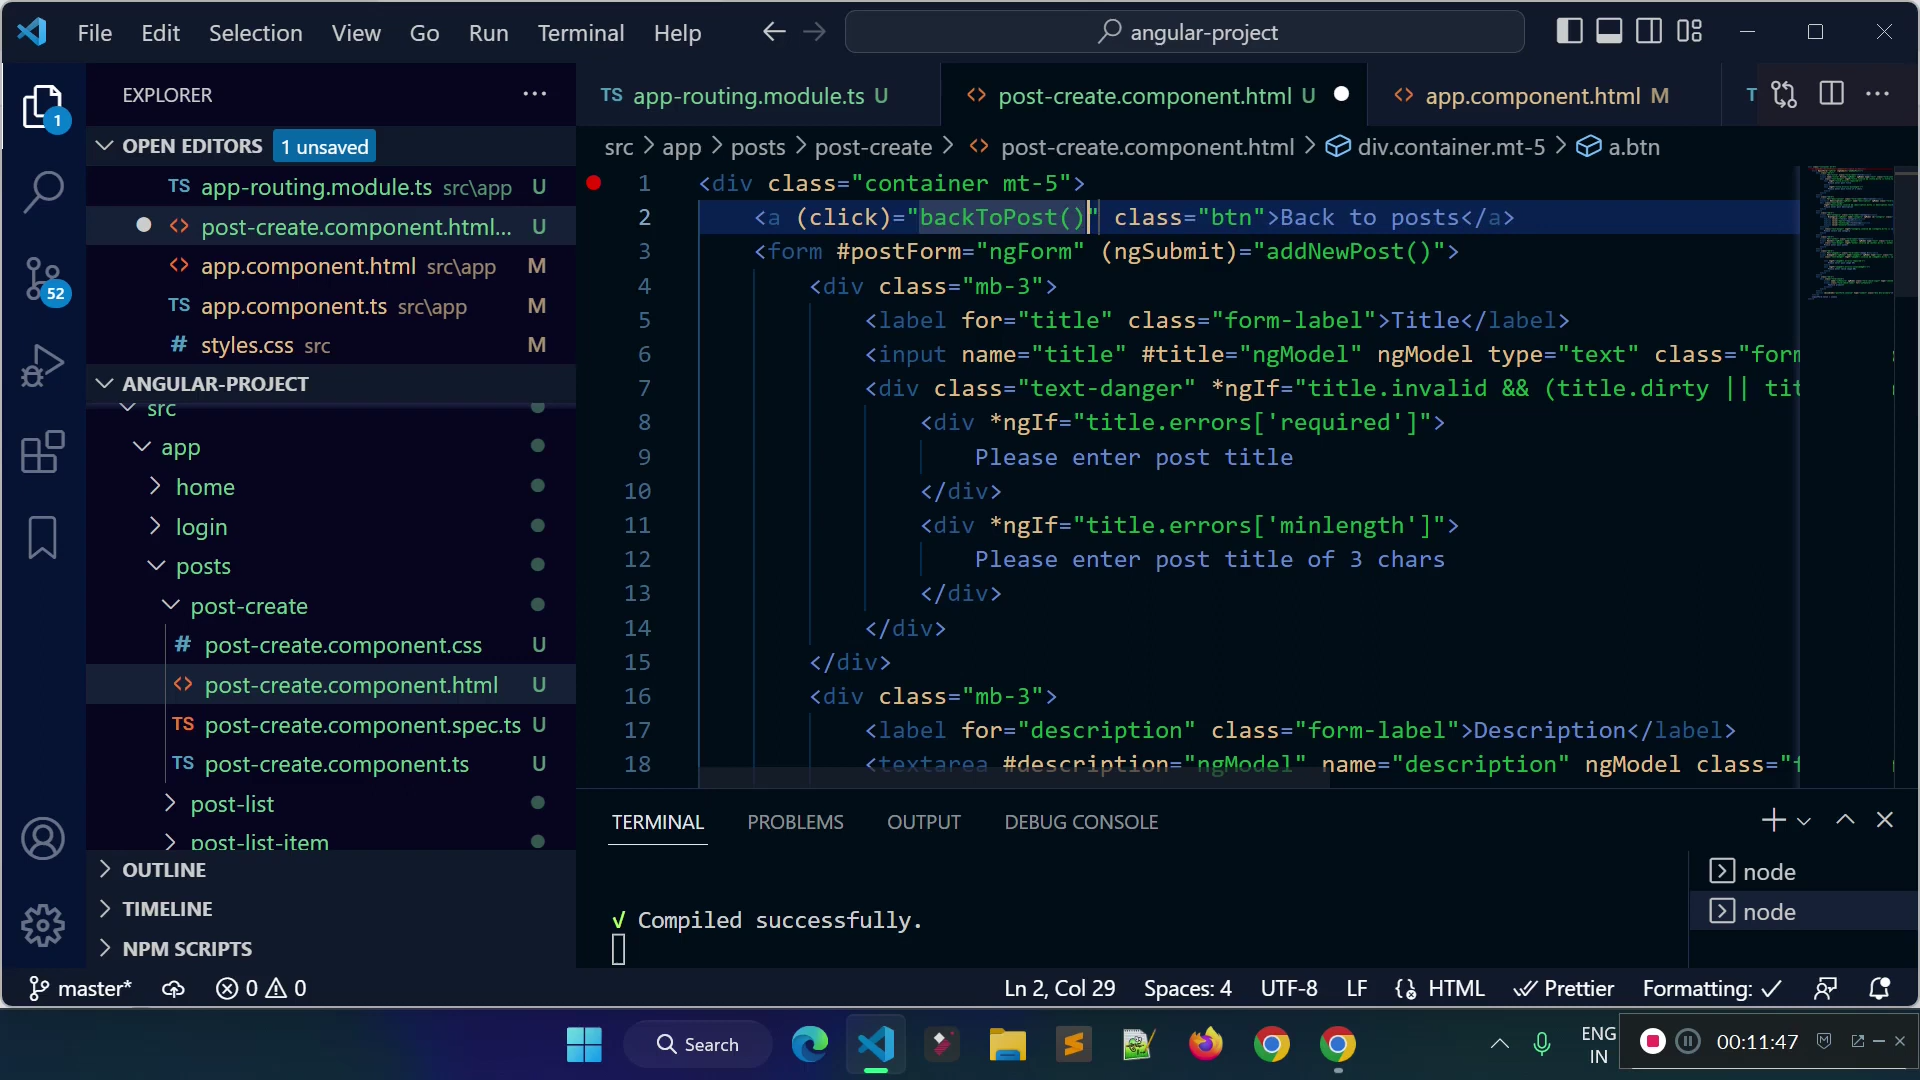 File Edit Selection View Go Run Terminal Help
angular-project
EXPLORER
1
OPEN EDITORS 1 unsaved
TS app-routing.module.ts src\app U
<> post-create.component.html... U
<> app.component.html src\app M
TS app.component.ts src\app M
# styles.css src M
52
ANGULAR-PROJECT
src
app
home
login
posts
post-create
# post-create.component.css U
<> post-create.component.html U
TS post-create.component.spec.ts U
TS post-create.component.ts U
post-list
post-list-item
OUTLINE
TIMELINE
NPM SCRIPTS
TS app-routing.module.ts U
<> post-create.component.html U
<> app.component.html M
T
src > app > posts > post-create > <> post-create.component.html > div.container.mt-5 > a.btn
1 <div class="container mt-5">
2 <a (click)="backToPost()" class="btn">Back to posts</a>
3 <form #postForm="ngForm" (ngSubmit)="addNewPost()">
4 <div class="mb-3">
5 <label for="title" class="form-label">Title</label>
6 <input name="title" #title="ngModel" ngModel type="text" class="form
7 <div class="text-danger" *ngIf="title.invalid && (title.dirty || tit
8 <div *ngIf="title.errors['required']">
9 Please enter post title
10 </div>
11 <div *ngIf="title.errors['minlength']">
12 Please enter post title of 3 chars
13 </div>
14 </div>
15 </div>
16 <div class="mb-3">
17 <label for="description" class="form-label">Description</label>
18 <textarea #description="ngModel" name="description" ngModel class="f
TERMINAL PROBLEMS OUTPUT DEBUG CONSOLE
√ Compiled successfully.
node
node
master* 0 0
Ln 2, Col 29 Spaces: 4 UTF-8 LF HTML Prettier Formatting: ✓
Search
ENG
IN
00:11:47